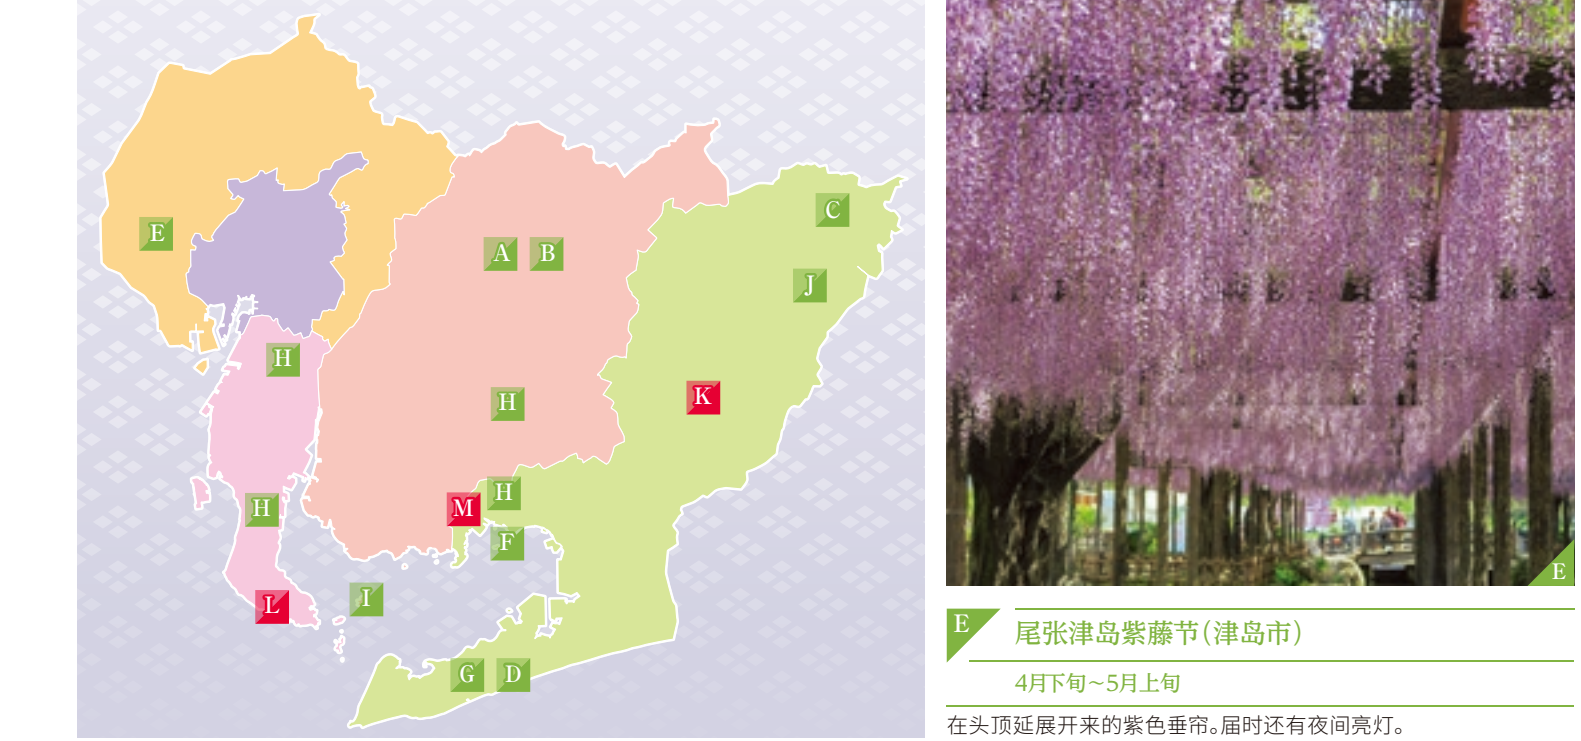 C
E
A
B
J
H
K
H
H
H
M
F
I
L
G
D
E
E
尾张津岛紫藤节（津岛市）
4月下旬～5月上旬
在头顶延展开来的紫色垂帘。届时还有夜间亮灯。